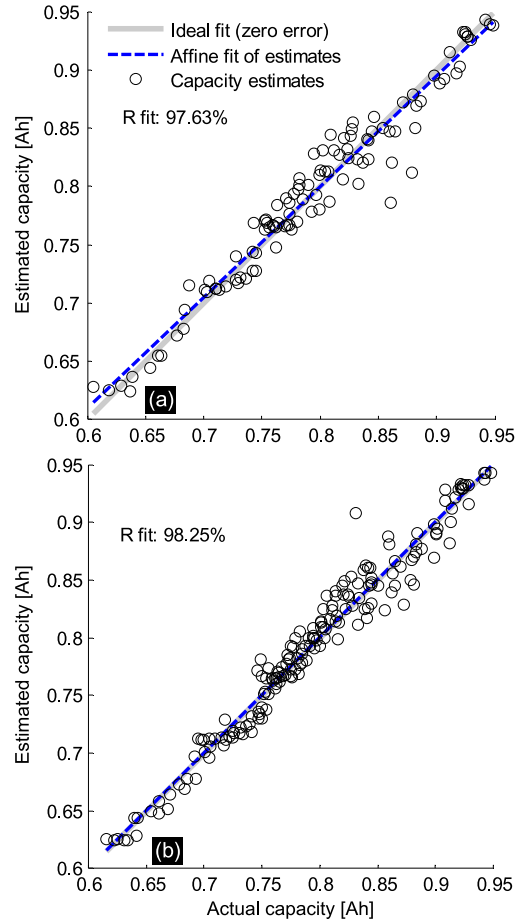 0.95
Ideal fit (zero error)
Affine fit of estimates
Capacity estimates
0.9
R fit: 97.63%
0.85
Estimated capacity [Ah]
0.8
0.75
0.7
0.65
0.6
(a)
0.6 0.65 0.7 0.75 0.8 0.85 0.9 0.95
0.95
R fit: 98.25%
0.9
0.85
Estimated capacity [Ah]
0.8
0.75
0.7
0.65
0.6
(b)
0.6 0.65 0.7 0.75 0.8 0.85 0.9 0.95
Actual capacity [Ah]